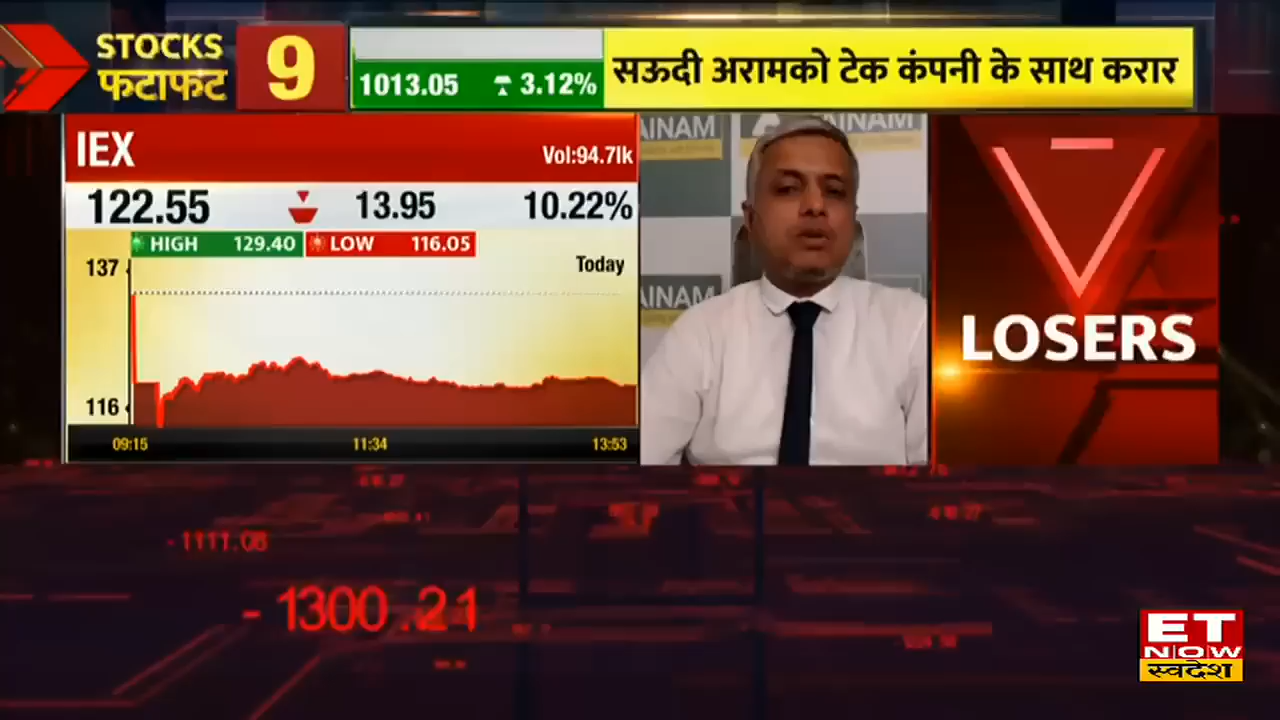 STOCKS
फटाफट
9
1013.05 3.12%
सऊदी अरामको टेक कंपनी के साथ करार
IEX
Vol:94.7lk
122.55 13.95 10.22%
HIGH 129.40 LOW 116.05
137
Today
116
09:15 11:34 13:53
AINAM
AINAM
AINAM
LOSERS
- 1111.08
- 1300.21
ET
NOW
स्वदेश